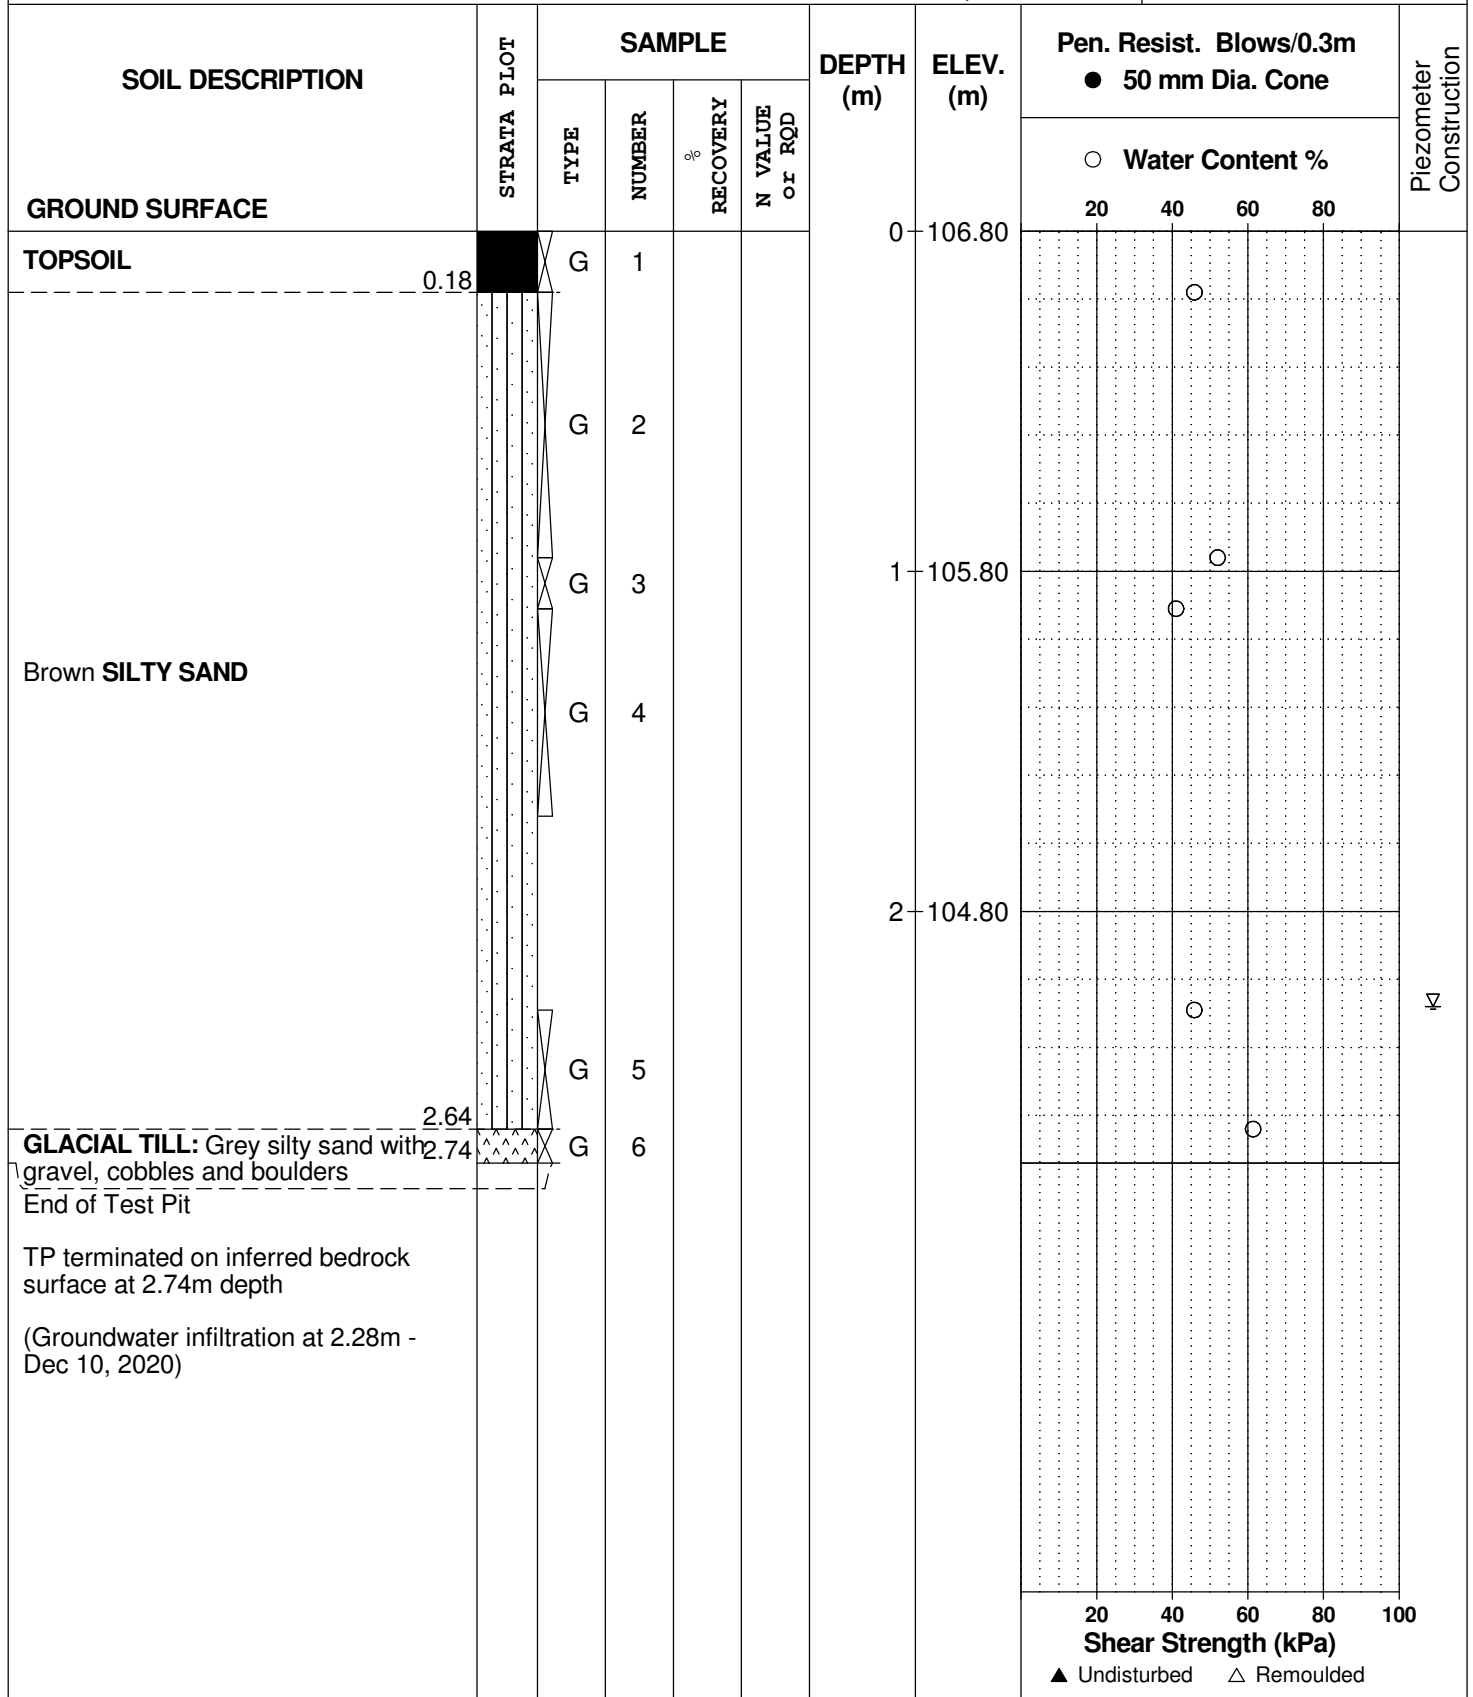 SOIL DESCRIPTION
GROUND SURFACE
STRATA PLOT
SAMPLE
TYPE
NUMBER
%
RECOVERY
N VALUE
or RQD
DEPTH
(m)
ELEV.
(m)
Pen. Resist. Blows/0.3m
● 50 mm Dia. Cone
○ Water Content %
20 40 60 80
Piezometer
Construction
0 106.80
TOPSOIL
0.18
G 1
G 2
1 105.80
G 3
Brown SILTY SAND
G 4
2 104.80
G 5
2.64
GLACIAL TILL: Grey silty sand with
2.74
gravel, cobbles and boulders
G 6
End of Test Pit
TP terminated on inferred bedrock
surface at 2.74m depth
(Groundwater infiltration at 2.28m -
Dec 10, 2020)
20 40 60 80 100
Shear Strength (kPa)
▲ Undisturbed △ Remoulded